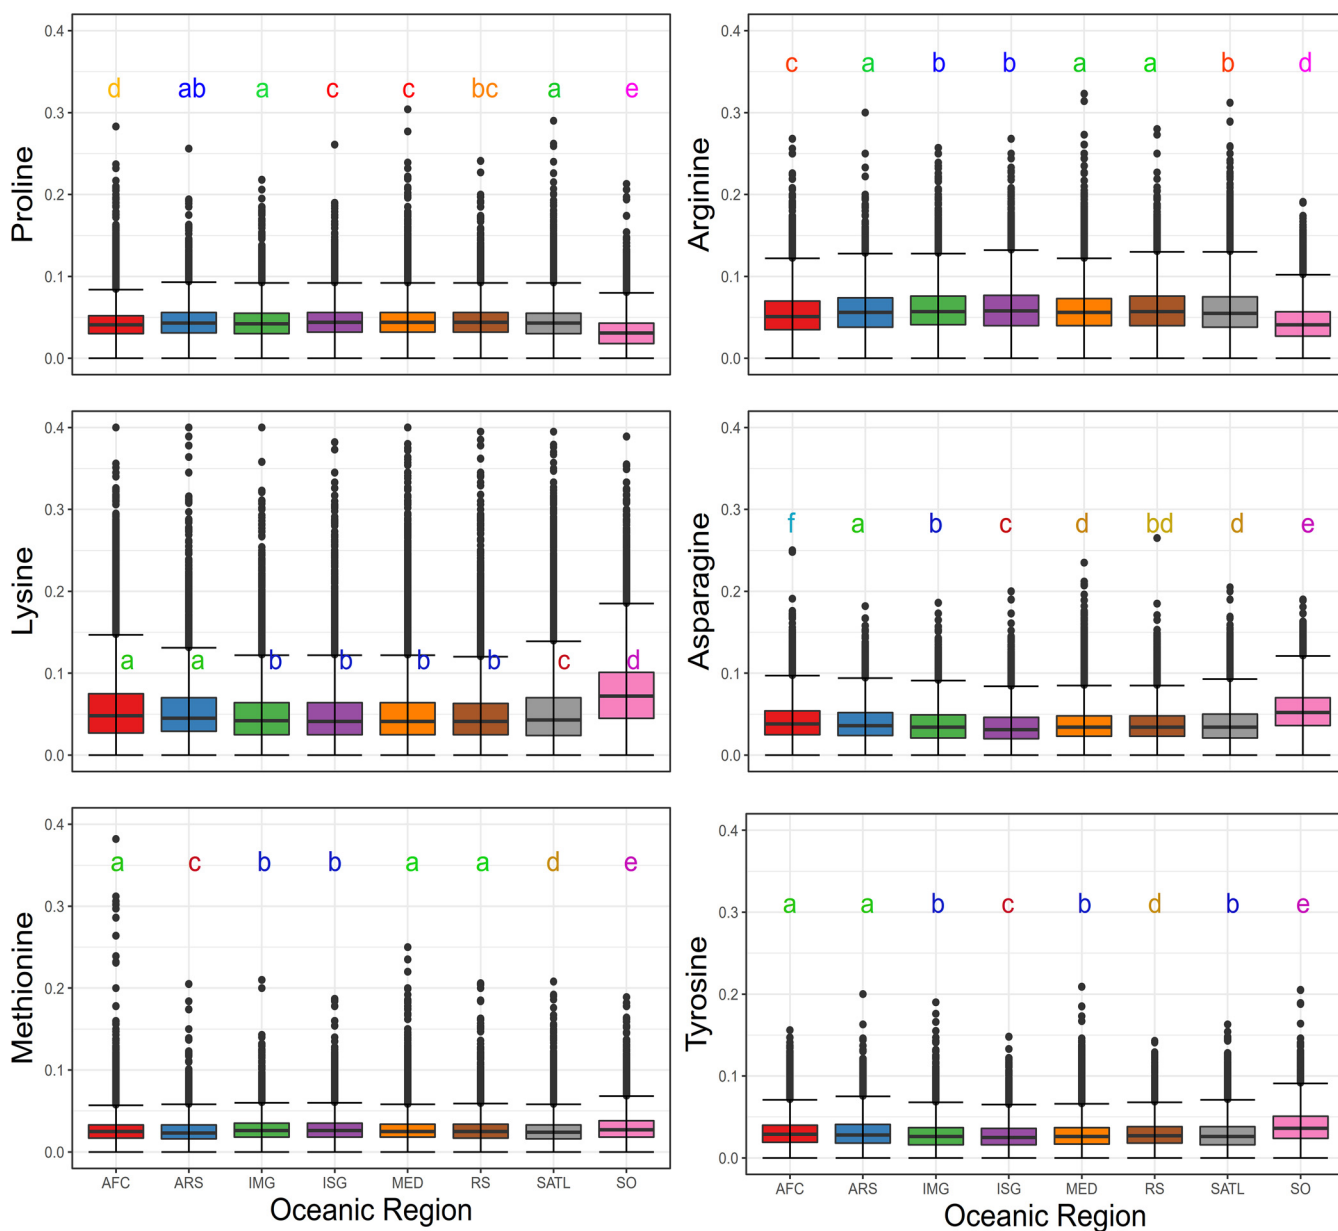 Proline
0.4
0.3
0.2
0.1
0.0
d ab a c c bc a e
Arginine
0.4
0.3
0.2
0.1
0.0
c a b b a a b d
Lysine
0.4
0.3
0.2
0.1
0.0
a a b b b b c d
Asparagine
0.4
0.3
0.2
0.1
0.0
f a b c d bd d e
Methionine
0.4
0.3
0.2
0.1
0.0
a c b b a a d e
AFC ARS IMG ISG MED RS SATL SO
Oceanic Region
Tyrosine
0.4
0.3
0.2
0.1
0.0
a a b c b d b e
AFC ARS IMG ISG MED RS SATL SO
Oceanic Region